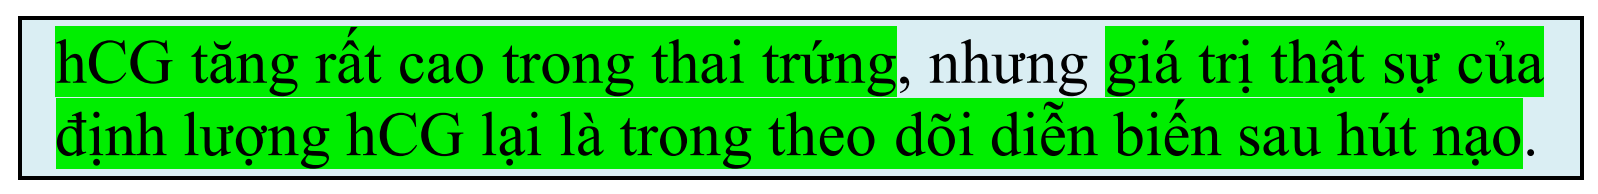 hCG tăng rất cao trong thai trứng, nhưng giá trị thật sự của
định lượng hCG lại là trong theo dõi diễn biến sau hút nạo.